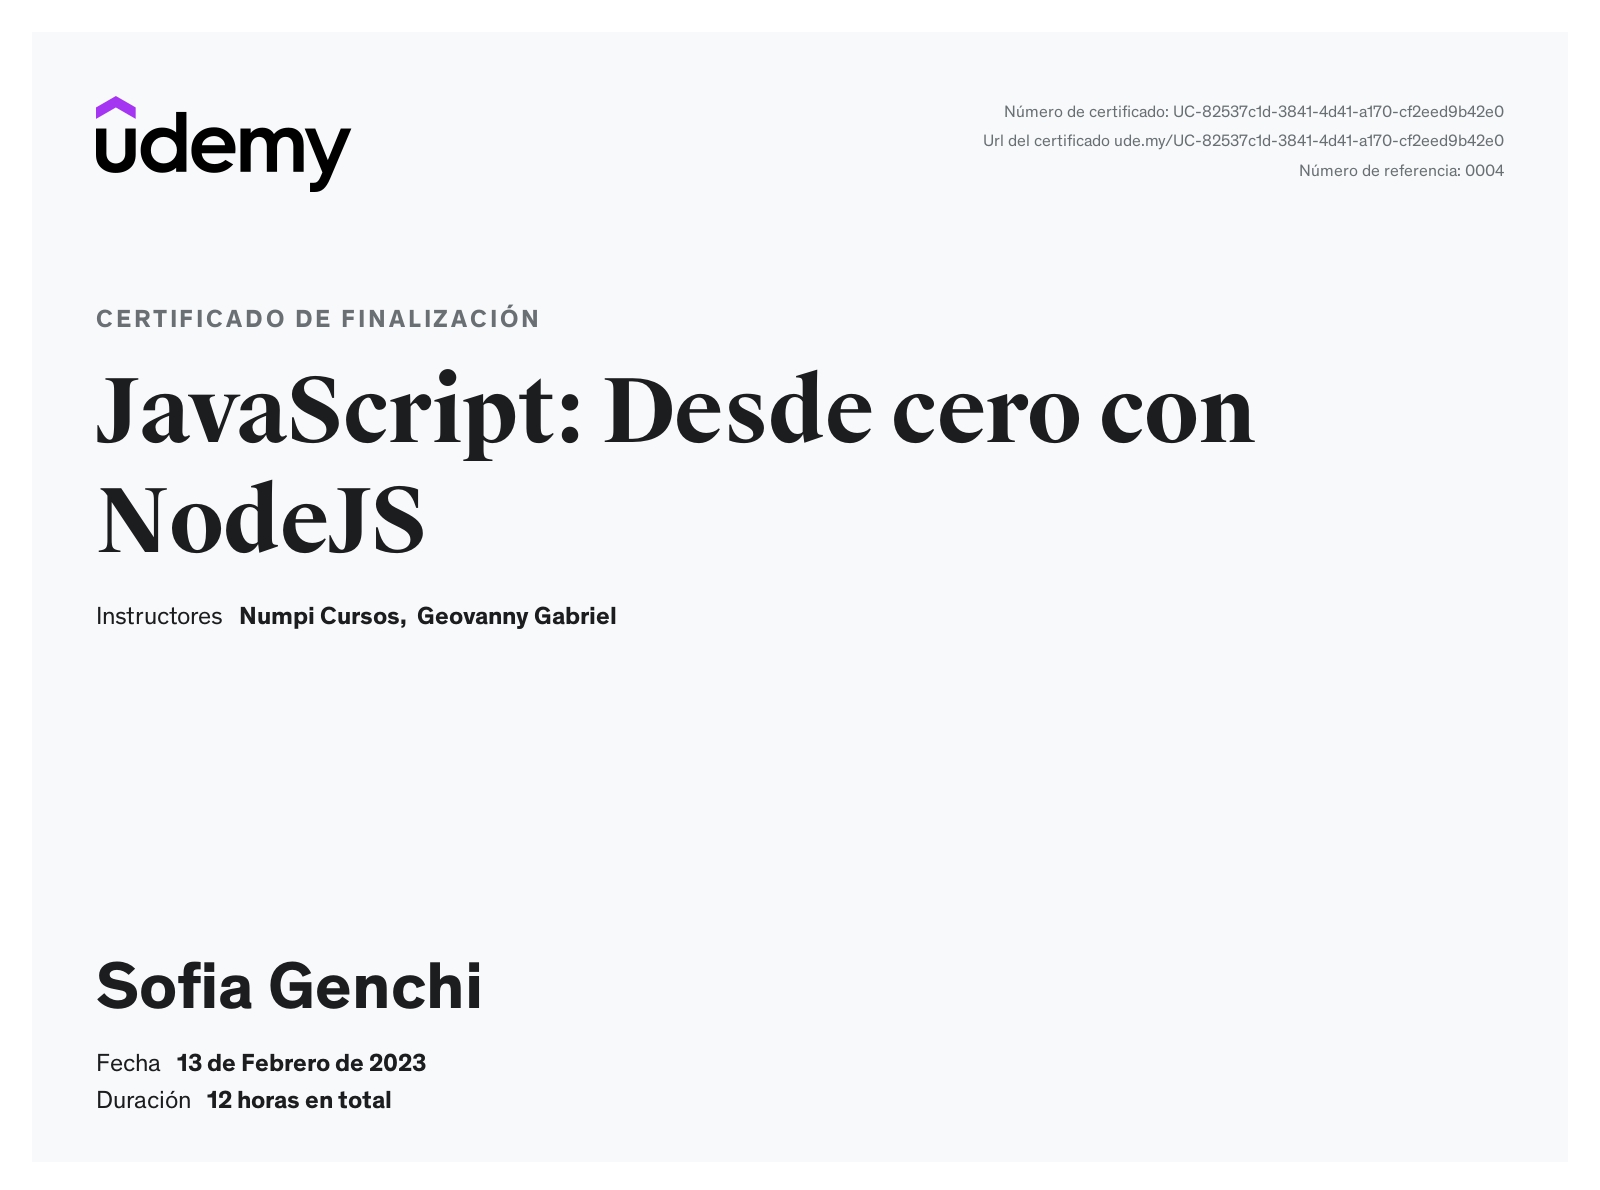 udemy
Número de certificado: UC-82537c1d-3841-4d41-a170-cf2eed9b42e0
Url del certificado ude.my/UC-82537c1d-3841-4d41-a170-cf2eed9b42e0
Número de referencia: 0004
CERTIFICADO DE FINALIZACIÓN
JavaScript: Desde cero con
NodeJS
Instructores Numpi Cursos, Geovanny Gabriel
Sofia Genchi
Fecha 13 de Febrero de 2023
Duración 12 horas en total